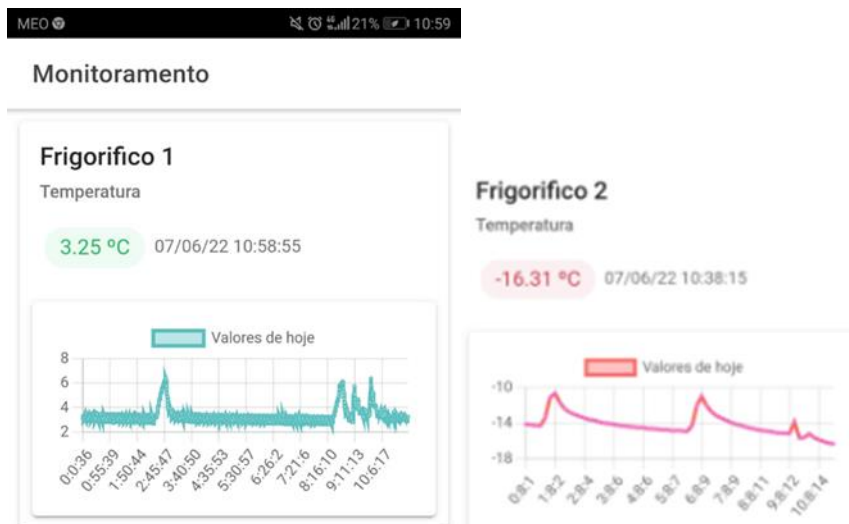 MEO 21% 10:59
Monitoramento
Frigorifico 1
Temperatura
3.25 ºC 07/06/22 10:58:55
Valores de hoje
8
6
4
2
0:0:36 0:55:39 1:50:44 2:45:47 3:40:50 4:35:53 5:30:57 6:26:2 7:21:6 8:16:10 9:11:13 10:6:17
Frigorifico 2
Temperatura
-16.31 ºC 07/06/22 10:38:15
Valores de hoje
-10
-14
-18
0:8:1 1:8:2 2:8:4 3:8:6 4:8:6 5:8:7 6:8:9 7:8:9 8:8:11 9:8:12 10:8:14